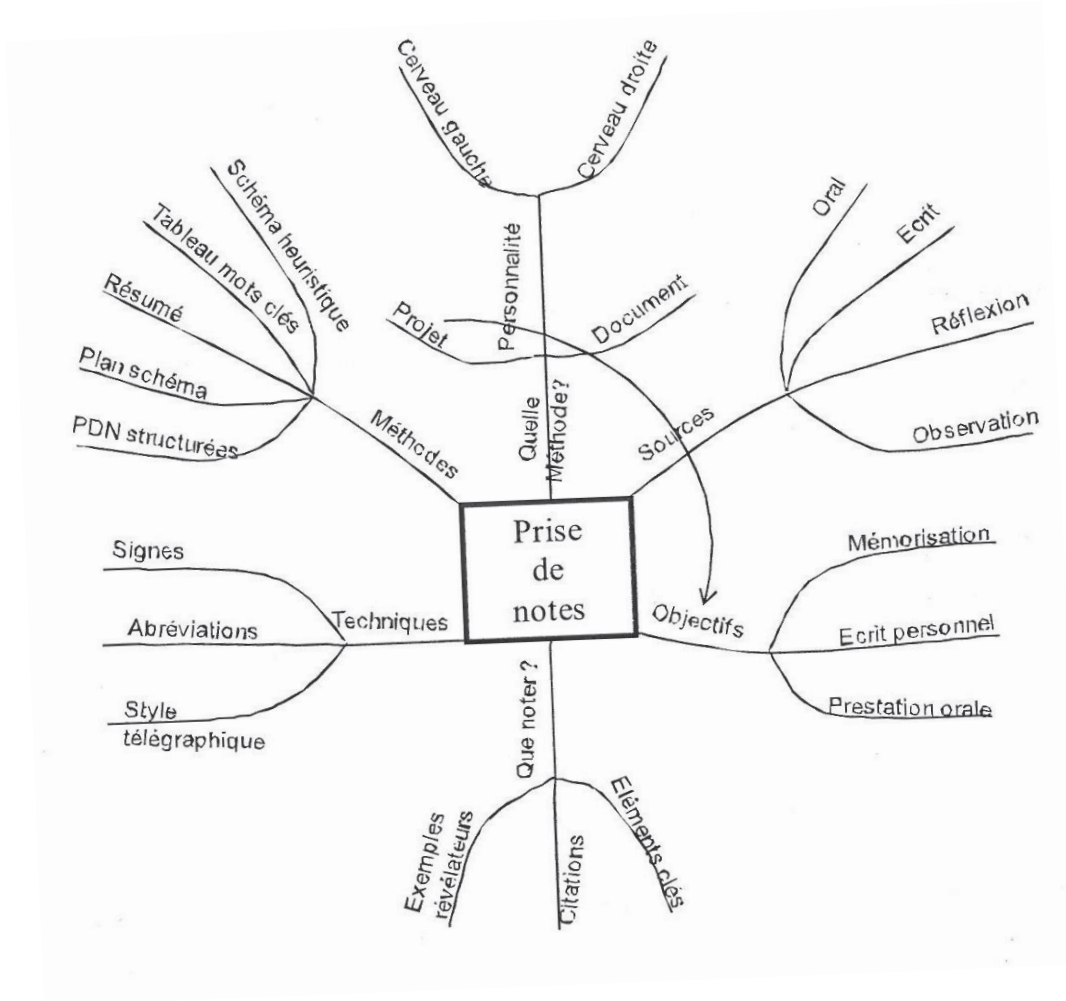 Cerveau gauche
Cerveau droite
Personnalité
Projet
Document
Quelle
Méthode?
Schéma heuristique
Tableau mots clés
Résumé
Plan schéma
PDN structurées
Méthodes
Oral
Ecrit
Réflexion
Observation
Sources
Prise
de
notes
Signes
Abréviations
Style
télégraphique
Techniques
Mémorisation
Ecrit personnel
Prestation orale
Objectifs
Que noter ?
Exemples
révélateurs
Citations
Eléments clés